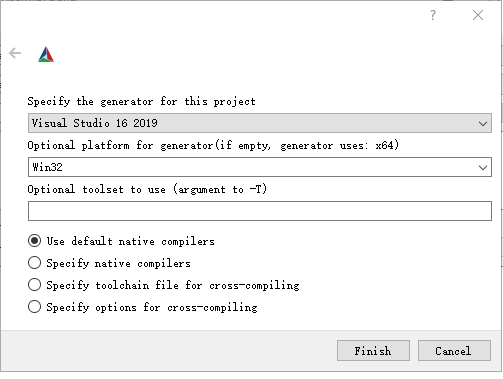 ?
Specify the generator for this project
Visual Studio 16 2019
Optional platform for generator(if empty, generator uses: x64)
Win32
Optional toolset to use (argument to -T)
Use default native compilers
Specify native compilers
Specify toolchain file for cross-compiling
Specify options for cross-compiling
Finish Cancel